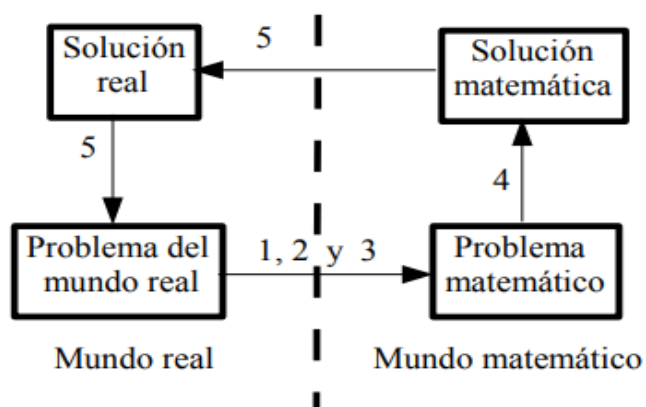 Solución
real
5
Solución
matemática
5
4
Problema del
mundo real
1, 2 y 3
Problema
matemático
Mundo real
Mundo matemático